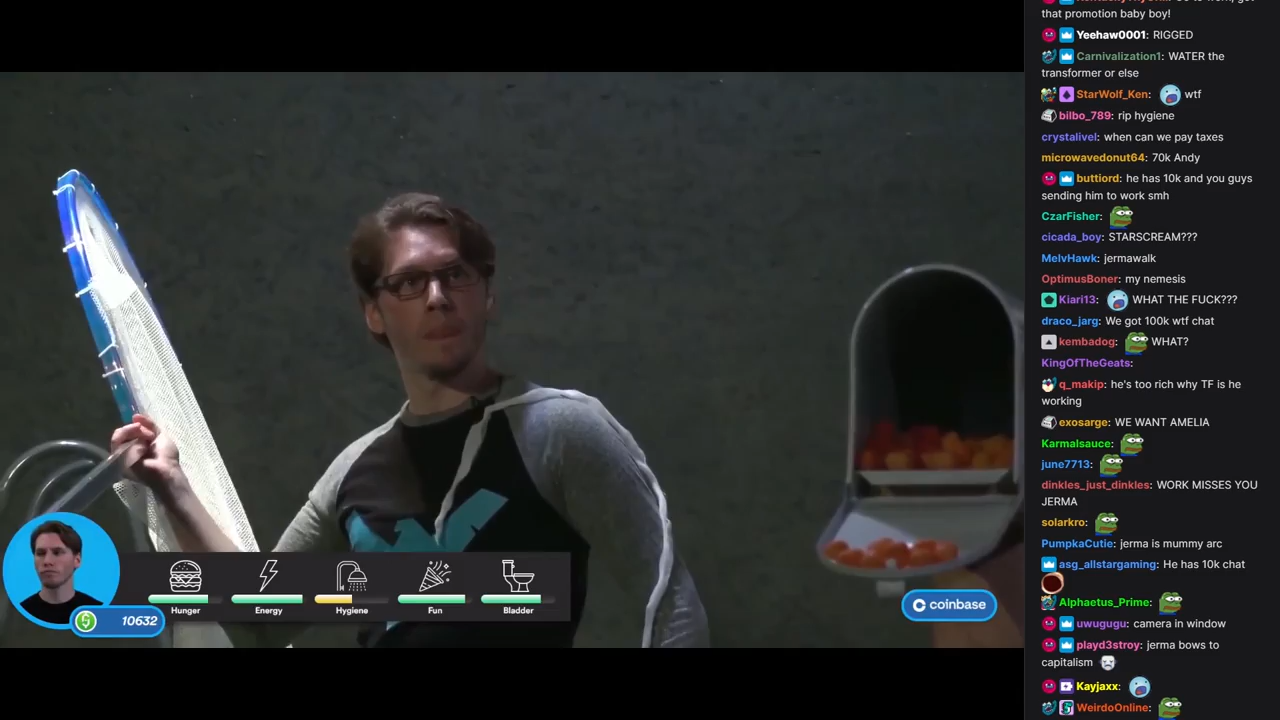 that promotion baby boy!
Yeehaw0001: RIGGED
Carnivalization1: WATER the
transformer or else
StarWolf_Ken: wtf
bilbo_789: rip hygiene
crystalivel: when can we pay taxes
microwavedonut64: 70k Andy
buttiord: he has 10k and you guys
sending him to work smh
CzarFisher:
cicada_boy: STARSCREAM???
MelvHawk: jermawalk
OptimusBoner: my nemesis
Kiari13: WHAT THE FUCK???
draco_jarg: We got 100k wtf chat
kembadog: WHAT?
KingOfTheGeats:
q_makip: he's too rich why TF is he
working
exosarge: WE WANT AMELIA
Karmalsauce:
june7713:
dinkles_just_dinkles: WORK MISSES YOU
JERMA
solarkro:
PumpkaCutie: jerma is mummy arc
asg_allstargaming: He has 10k chat
Alphaetus_Prime:
uwugugu: camera in window
playd3stroy: jerma bows to
capitalism
Kayjaxx:
WeirdoOnline:
Hunger
Energy
Hygiene
Fun
Bladder
10632
coinbase